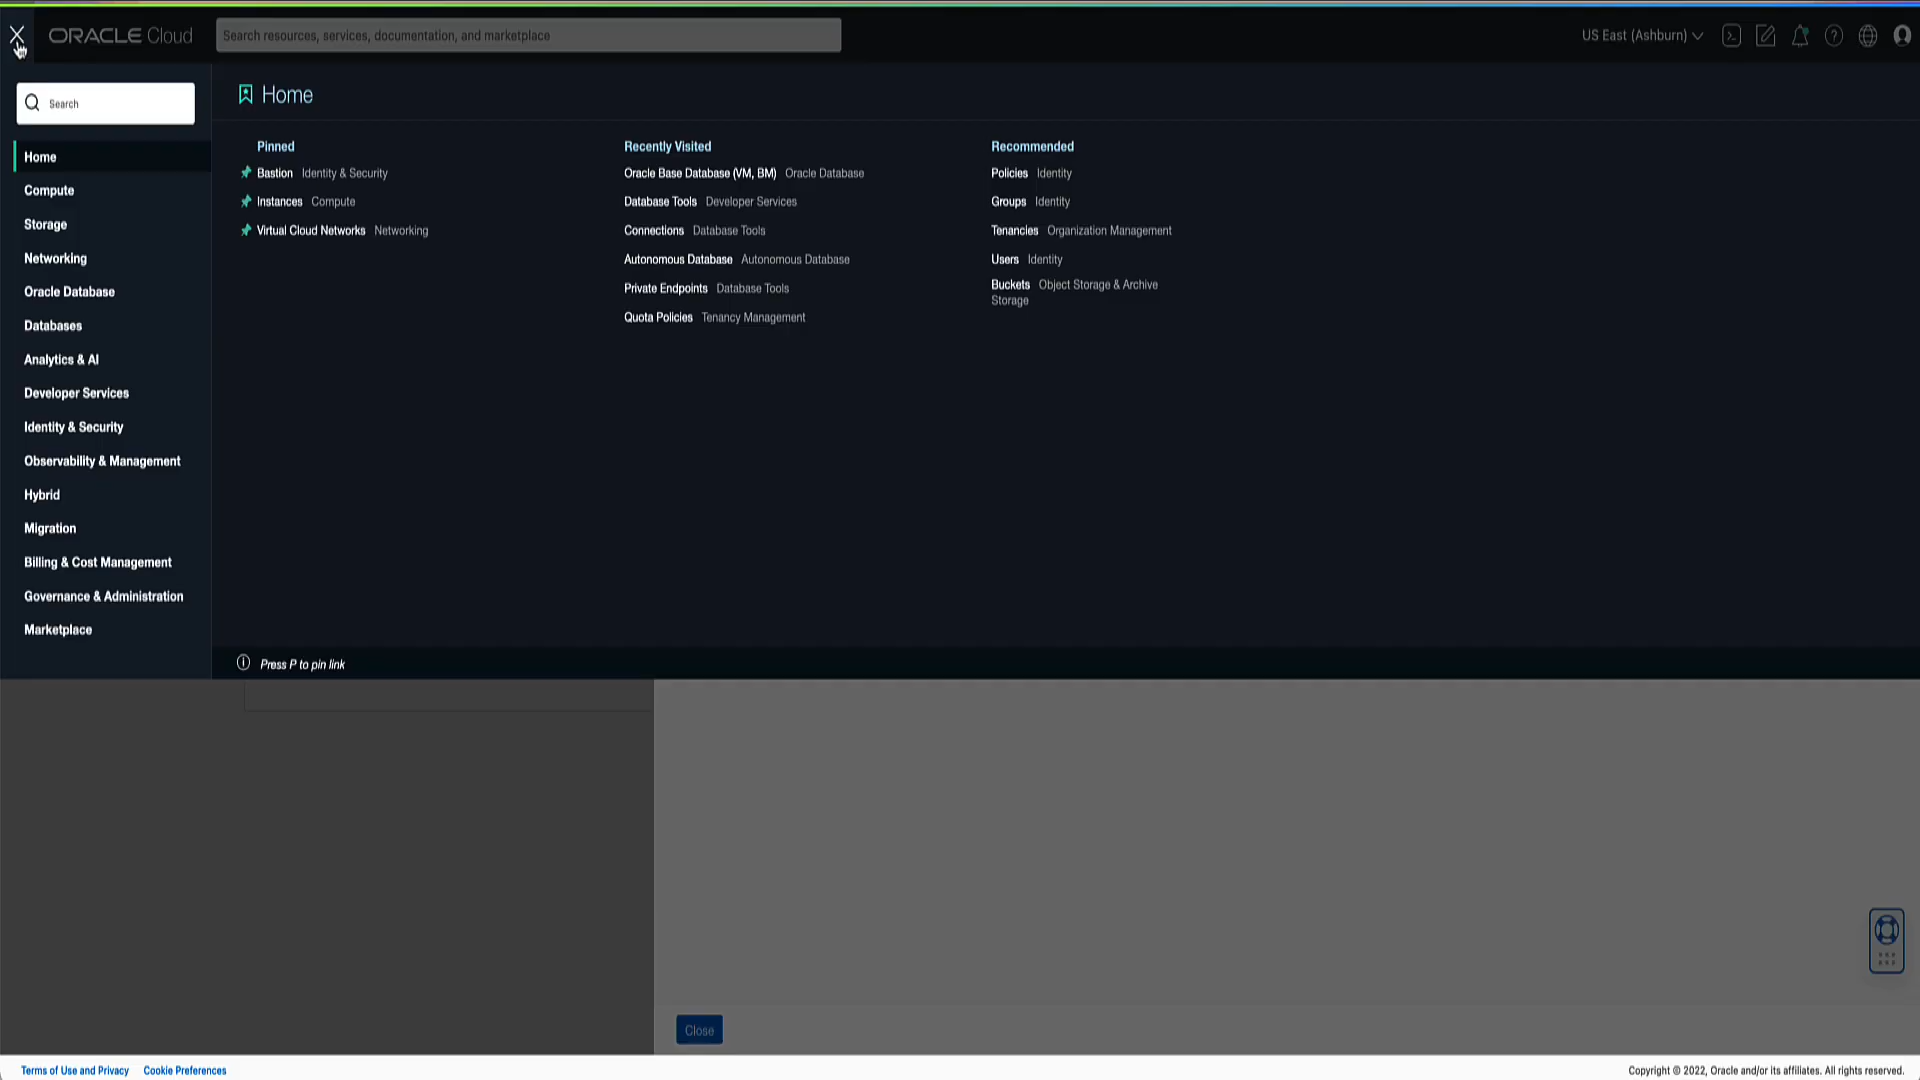 ORACLE Cloud
Search resources, services, documentation, and marketplace
US East (Ashburn)
Search
Home
Compute
Storage
Networking
Oracle Database
Databases
Analytics & AI
Developer Services
Identity & Security
Observability & Management
Hybrid
Migration
Billing & Cost Management
Governance & Administration
Marketplace
Home
Pinned
Bastion Identity & Security
Instances Compute
Virtual Cloud Networks Networking
Recently Visited
Oracle Base Database (VM, BM) Oracle Database
Database Tools Developer Services
Connections Database Tools
Autonomous Database Autonomous Database
Private Endpoints Database Tools
Quota Policies Tenancy Management
Recommended
Policies Identity
Groups Identity
Tenancies Organization Management
Users Identity
Buckets Object Storage & Archive
Storage
Press P to pin link
Close
Terms of Use and Privacy Cookie Preferences
Copyright © 2022, Oracle and/or its affiliates. All rights reserved.